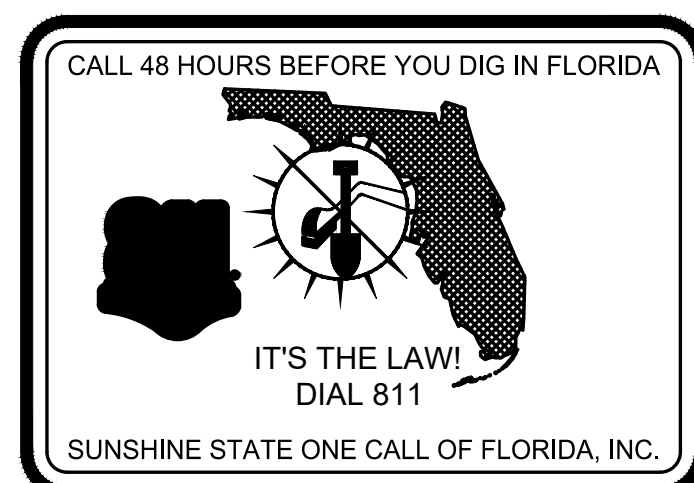 CALL 48 HOURS BEFORE YOU DIG IN FLORIDA
IT'S THE LAW!
DIAL 811
SUNSHINE STATE ONE CALL OF FLORIDA, INC.